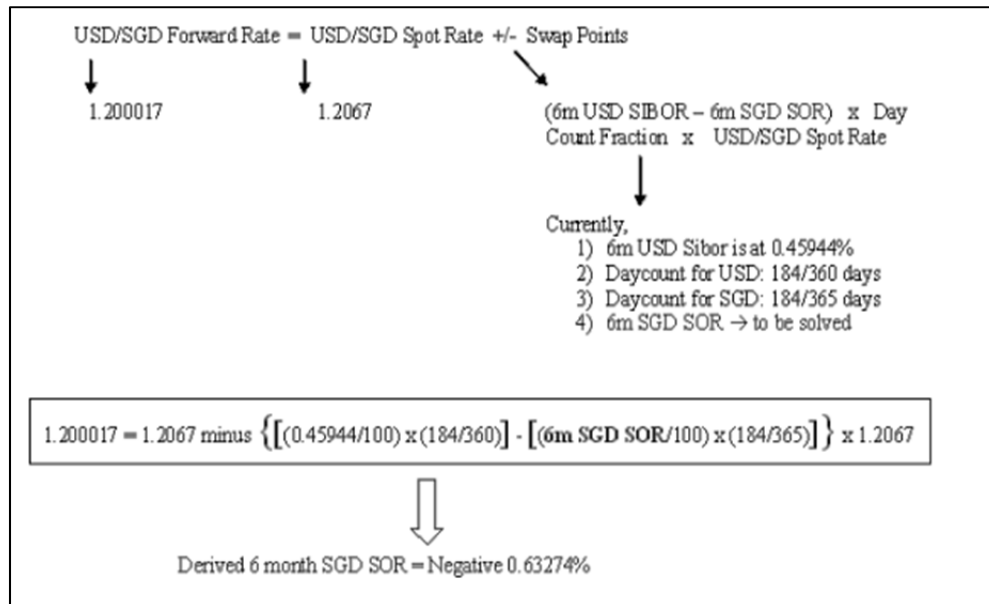 USD/SGD Forward Rate = USD/SGD Spot Rate +/- Swap Points
1.200017 1.2067 (6m USD SIBOR – 6m SGD SOR) x Day
Count Fraction x USD/SGD Spot Rate
Currently,
1) 6m USD Sibor is at 0.45944%
2) Daycount for USD: 184/360 days
3) Daycount for SGD: 184/365 days
4) 6m SGD SOR → to be solved
1.200017 = 1.2067 minus {[(0.45944/100) x (184/360)] - [(6m SGD SOR/100) x (184/365)]} x 1.2067
Derived 6 month SGD SOR = Negative 0.63274%